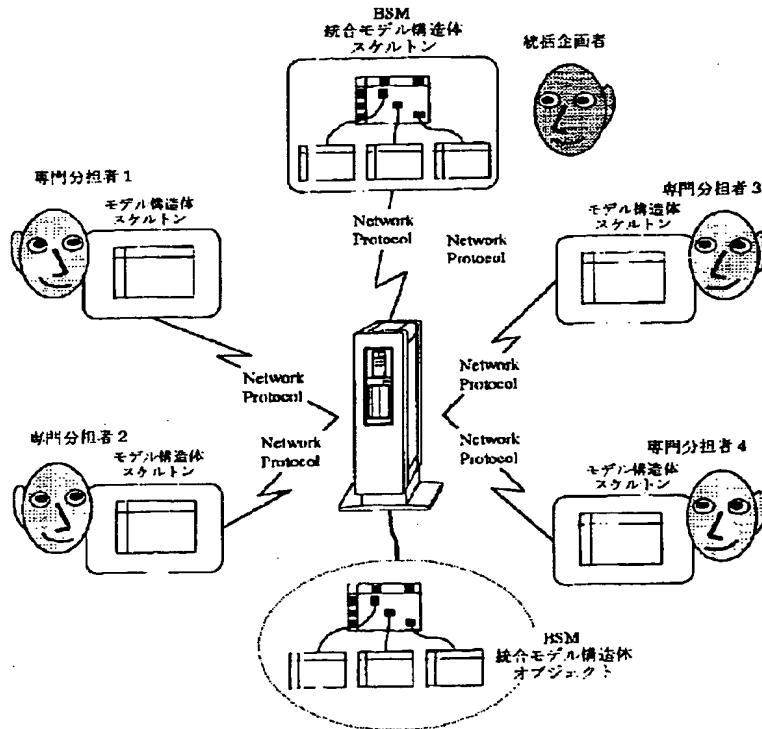 BSM
統合モデル構造体
スケルトン
統括企画者
専門分担者1
モデル構造体
スケルトン
専門分担者3
モデル構造体
スケルトン
Network
Protocol
Network
Protocol
Network
Protocol
Network
Protocol
専門分担者2
モデル構造体
スケルトン
Network
Protocol
Network
Protocol
専門分担者4
モデル構造体
スケルトン
BSM
統合モデル構造体
オブジェクト